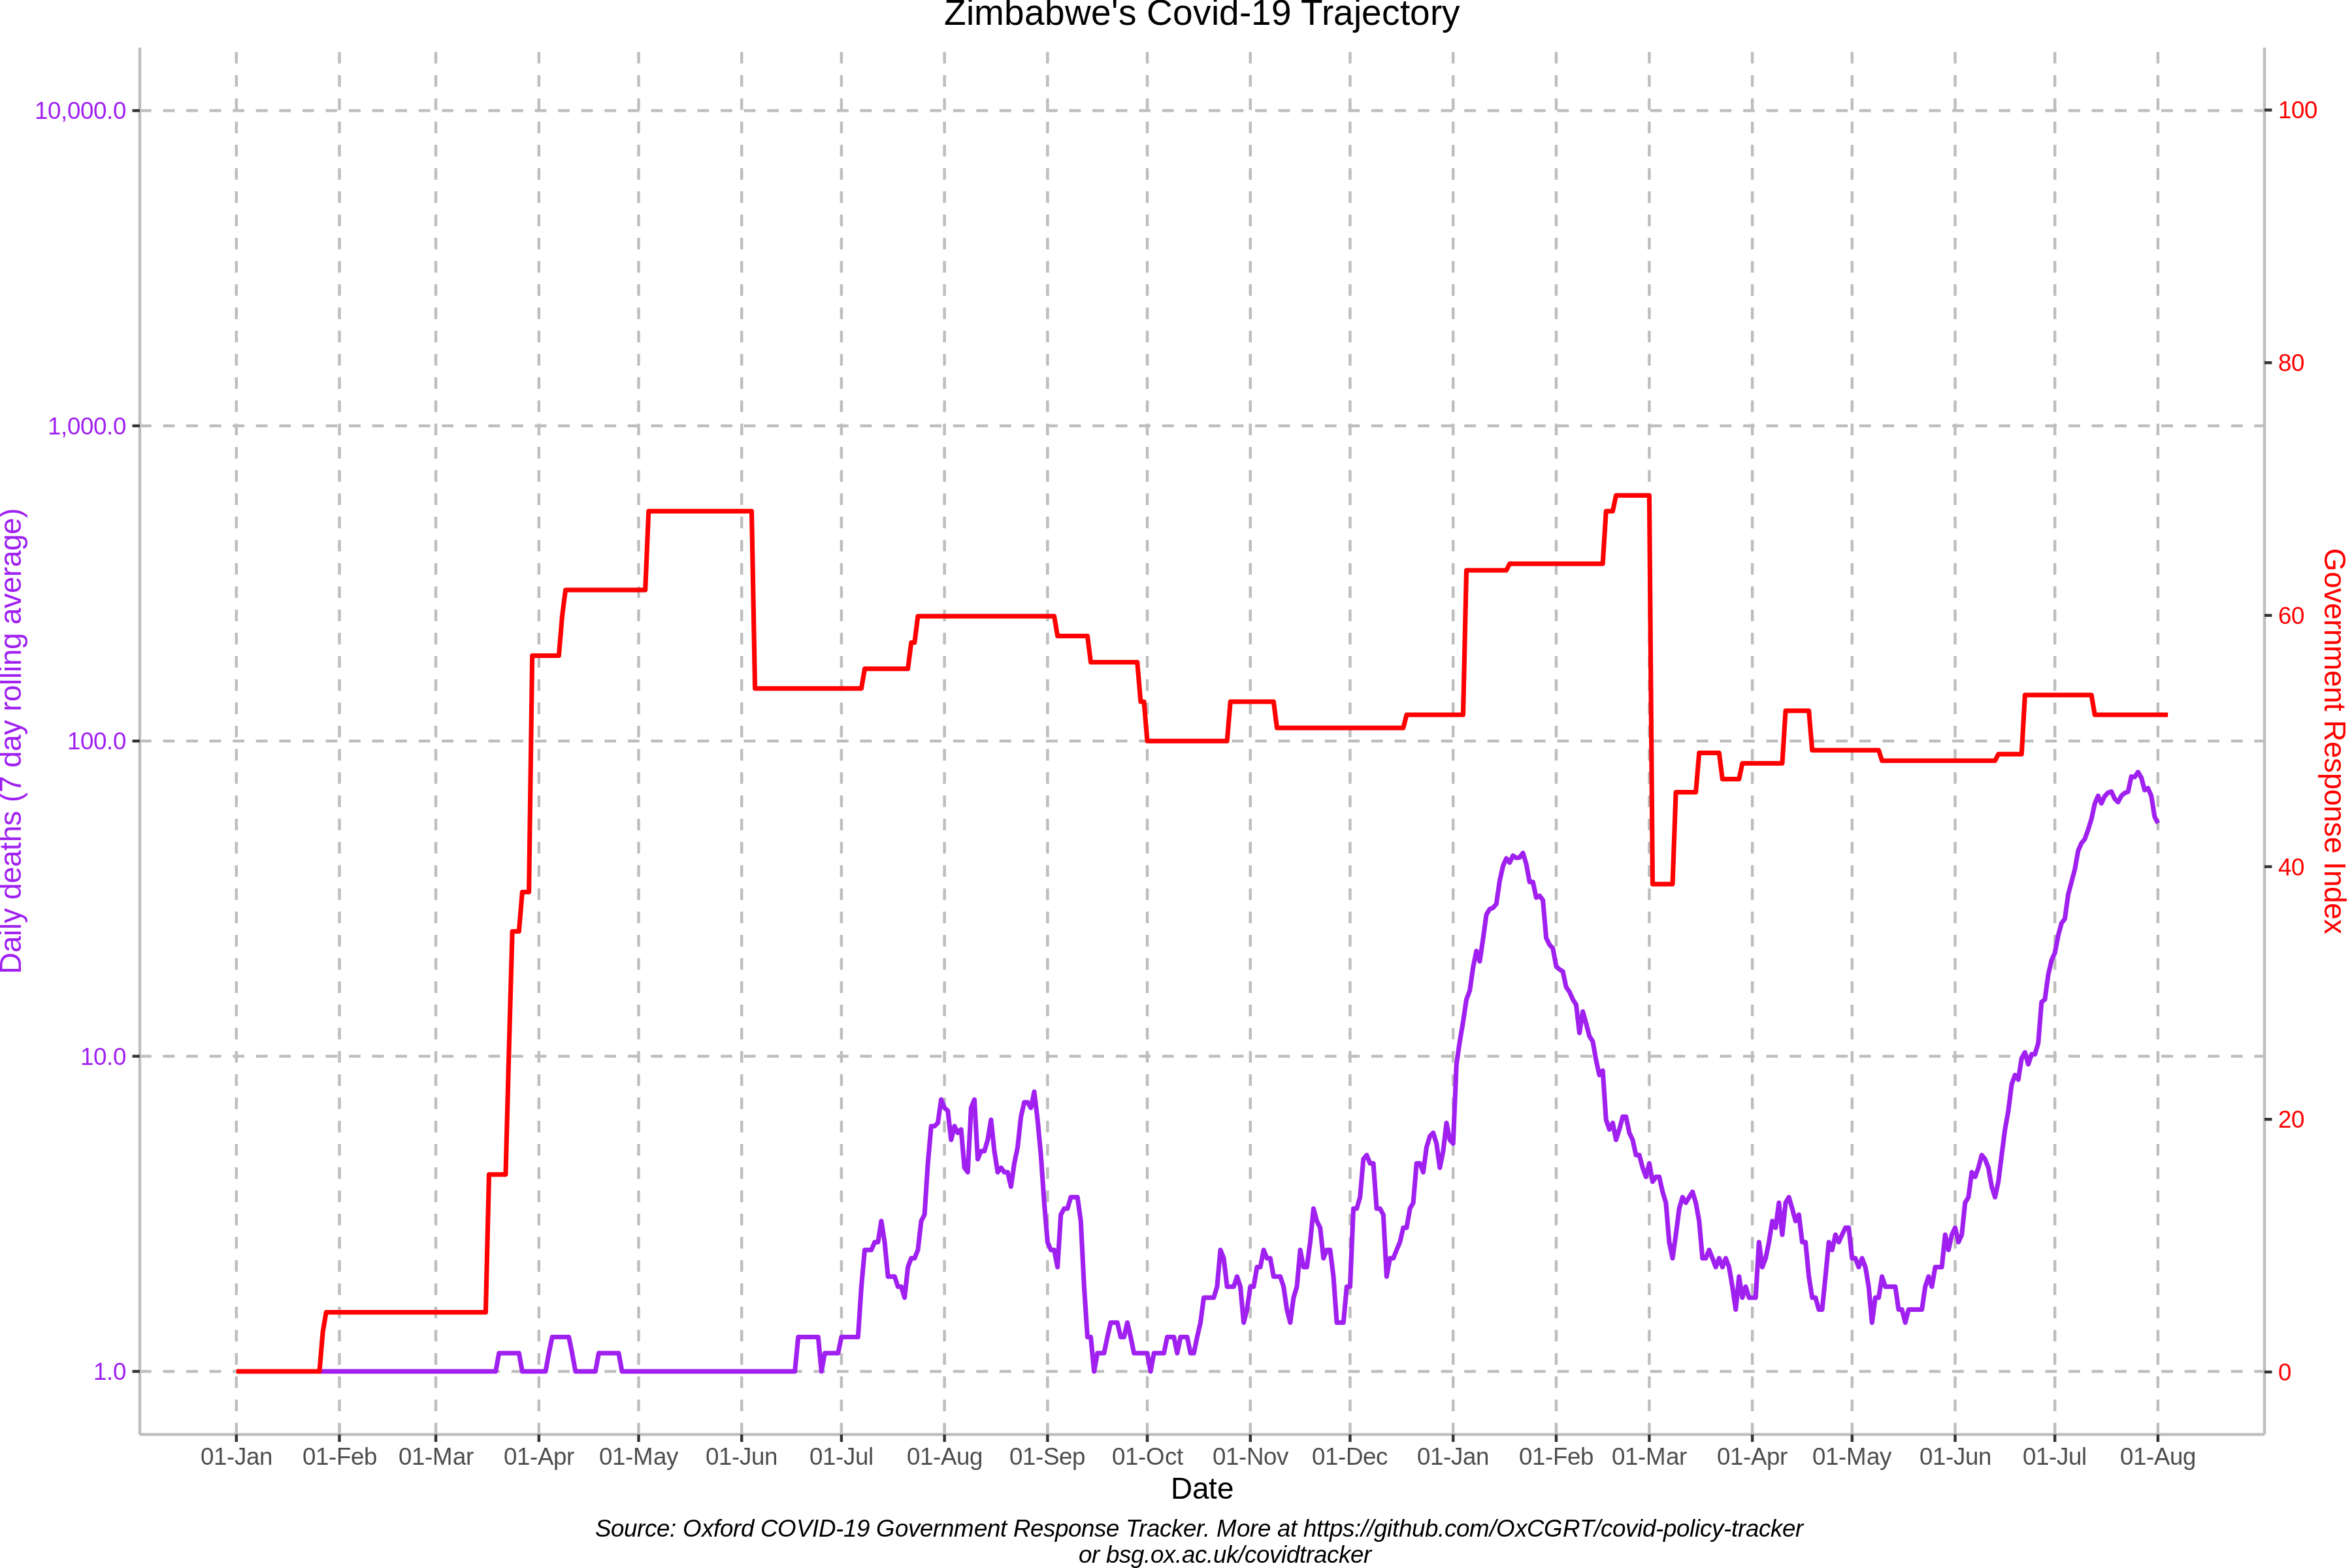 Zimbabwe's Covid-19 Trajectory
10,000.0
1,000.0
100.0
10.0
1.0
Daily deaths (7 day rolling average)
100
80
60
40
20
0
Government Response Index
01-Jan 01-Feb 01-Mar 01-Apr 01-May 01-Jun 01-Jul 01-Aug 01-Sep 01-Oct 01-Nov 01-Dec 01-Jan 01-Feb 01-Mar 01-Apr 01-May 01-Jun 01-Jul 01-Aug
Date
Source: Oxford COVID-19 Government Response Tracker. More at https://github.com/OxCGRT/covid-policy-tracker
or bsg.ox.ac.uk/covidtracker